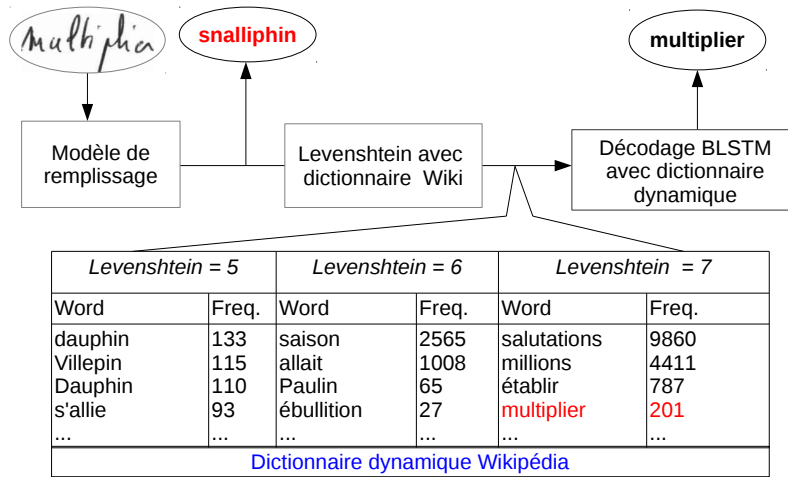 multiplier
snalliphin
multiplier
Modèle de
remplissage
Levenshtein avec
dictionnaire Wiki
Décodage BLSTM
avec dictionnaire
dynamique
Levenshtein = 5 Levenshtein = 6 Levenshtein = 7
Word Freq. Word Freq. Word Freq.
dauphin 133 saison 2565 salutations 9860
Villepin 115 allait 1008 millions 4411
Dauphin 110 Paulin 65 établir 787
s'allie 93 ébullition 27 multiplier 201
... ... ... ... ... ...
Dictionnaire dynamique Wikipédia